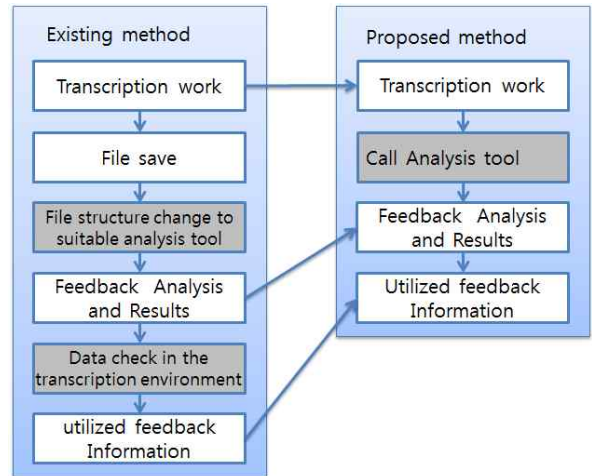 Existing method
Transcription work
File save
File structure change to
suitable analysis tool
Feedback Analysis
and Results
Data check in the
transcription environment
utilized feedback
Information
Proposed method
Transcription work
Call Analysis tool
Feedback Analysis
and Results
Utilized feedback
Information